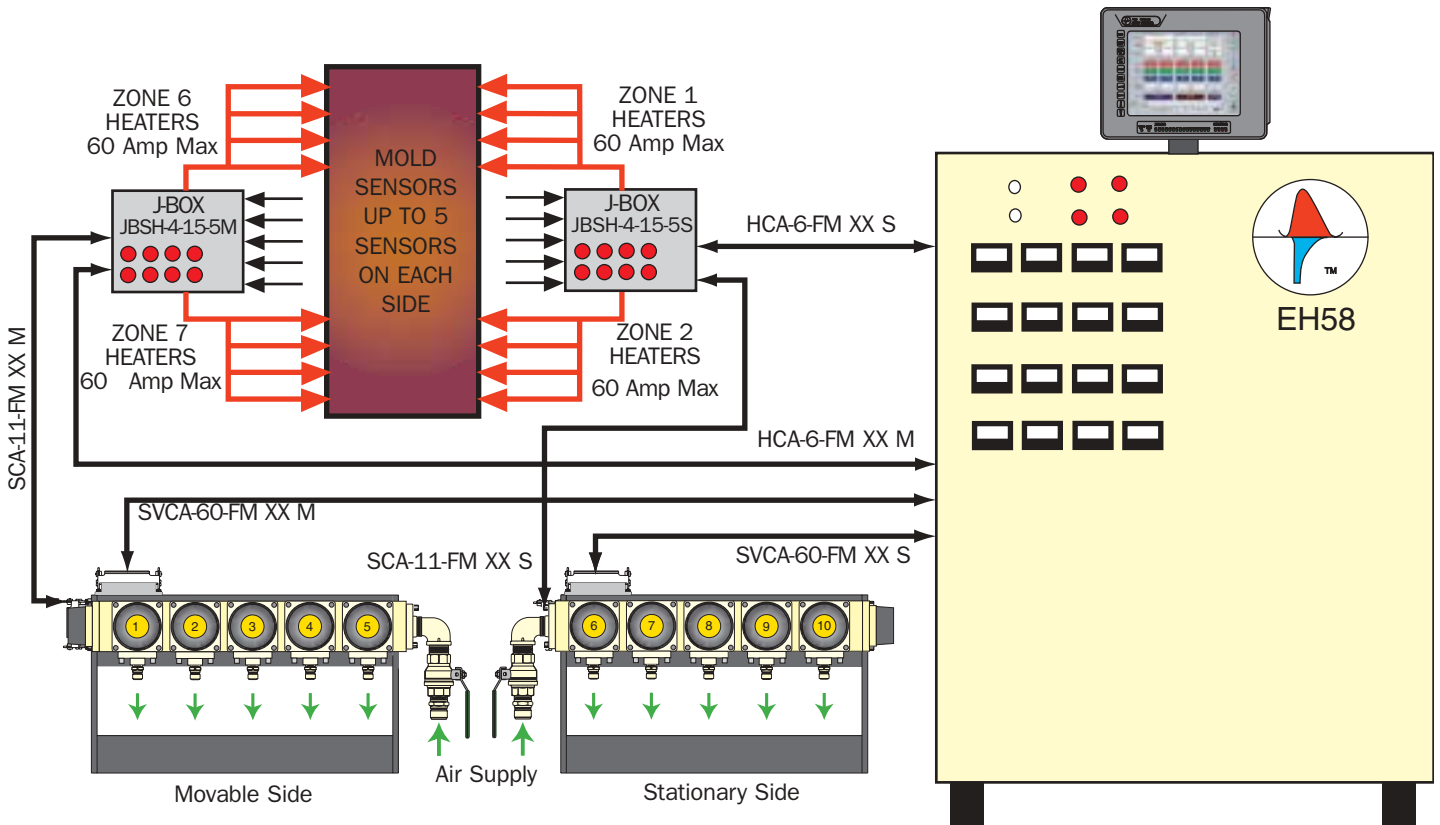 ZONE 6
HEATERS
60 Amp Max
ZONE 1
HEATERS
60 Amp Max
MOLD
SENSORS
UP TO 5
SENSORS
ON EACH
SIDE
J-BOX
JBSH-4-15-5M
J-BOX
JBSH-4-15-5S
HCA-6-FM XX S
TM
EH58
ZONE 7
HEATERS
60 Amp Max
ZONE 2
HEATERS
60 Amp Max
SCA-11-FM XX M
HCA-6-FM XX M
SVCA-60-FM XX M
SCA-11-FM XX S
SVCA-60-FM XX S
1 2 3 4 5
6 7 8 9 10
Air Supply
Movable Side
Stationary Side